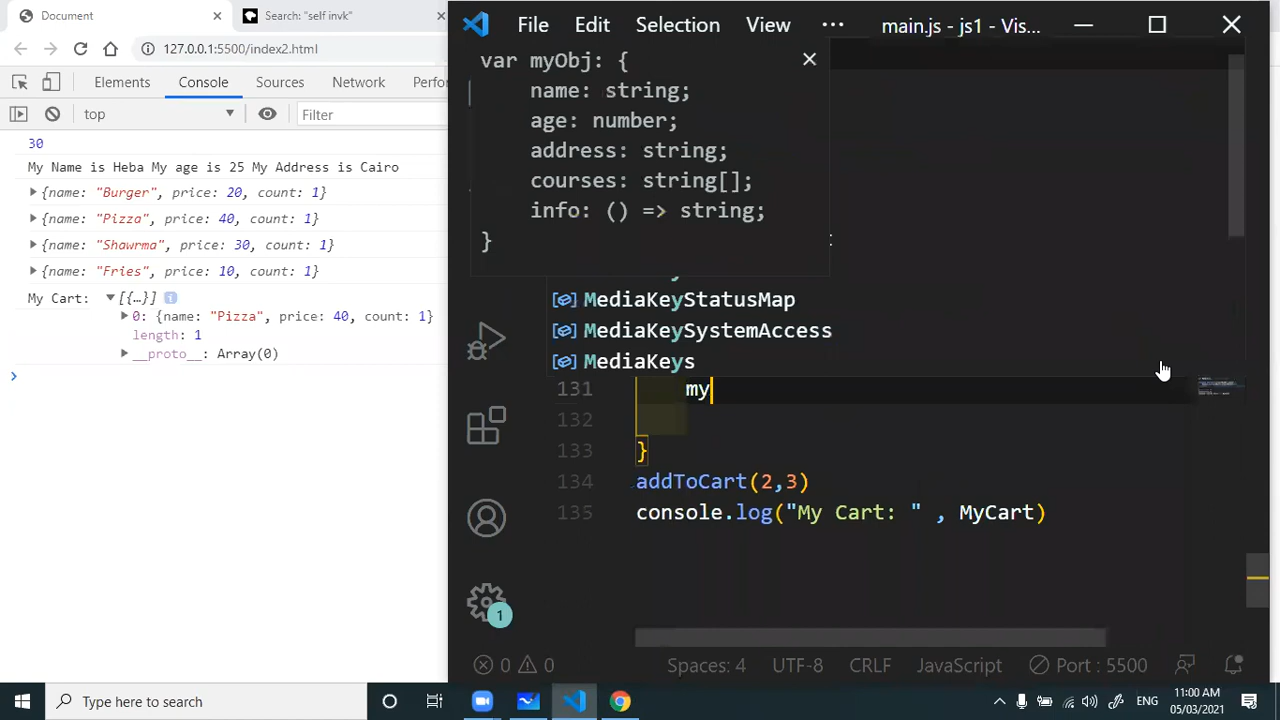 Document
Search: "self invk"
127.0.0.1:5500/index2.html
Elements
Console
Sources
Network
Perfo
top
Filter
30
My Name is Heba My age is 25 My Address is Cairo
{name: "Burger", price: 20, count: 1}
{name: "Pizza", price: 40, count: 1}
{name: "Shawrma", price: 30, count: 1}
{name: "Fries", price: 10, count: 1}
My Cart: [{…}] i
0: {name: "Pizza", price: 40, count: 1}
length: 1
__proto__: Array(0)
File Edit Selection View ··· main.js - js1 - Vis...
var myObj: {
name: string;
age: number;
address: string;
courses: string[];
info: () => string;
}
MediaKeyStatusMap
MediaKeySystemAccess
MediaKeys
131 my
132
133 }
134 addToCart(2,3)
135 console.log("My Cart: " , MyCart)
1
0 0 Spaces: 4 UTF-8 CRLF JavaScript Port : 5500
Type here to search
ENG
11:00 AM
05/03/2021